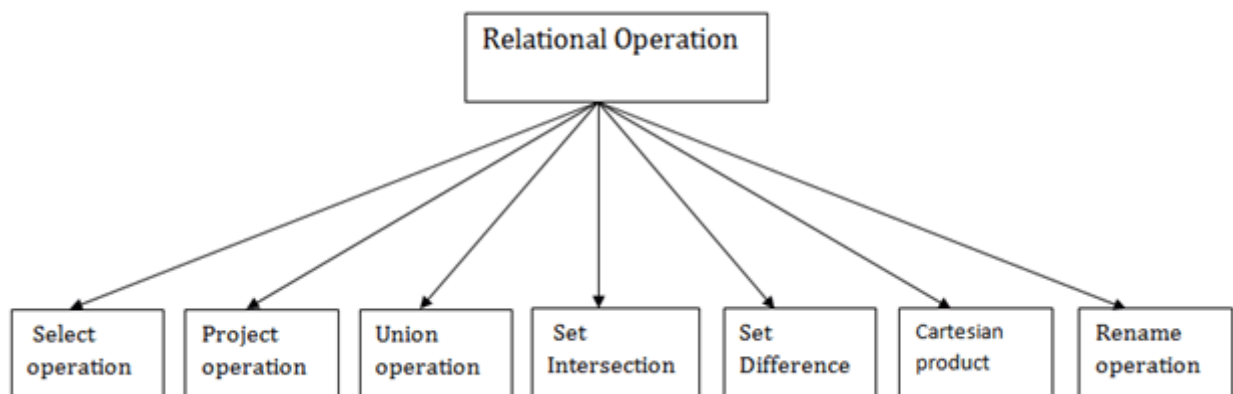 Relational Operation
Select
operation
Project
operation
Union
operation
Set
Intersection
Set
Difference
Cartesian
product
Rename
operation